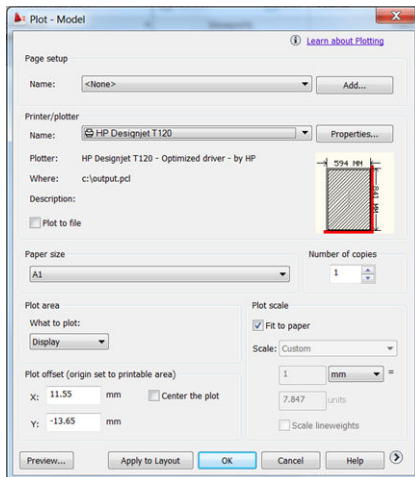 Plot - Model
Learn about Plotting
Page setup
Name: <None> Add...
Printer/plotter
Name: HP Designjet T120 Properties...
Plotter: HP Designjet T120 - Optimized driver - by HP
Where: c:\output.pcl
Description:
Plot to file
594 MM
841 MM
Paper size
A1
Number of copies
1
Plot area
What to plot:
Display
Plot offset (origin set to printable area)
X: 11.55 mm Center the plot
Y: -13.65 mm
Plot scale
Fit to paper
Scale: Custom
1 mm =
7.847 units
Scale lineweights
Preview... Apply to Layout OK Cancel Help